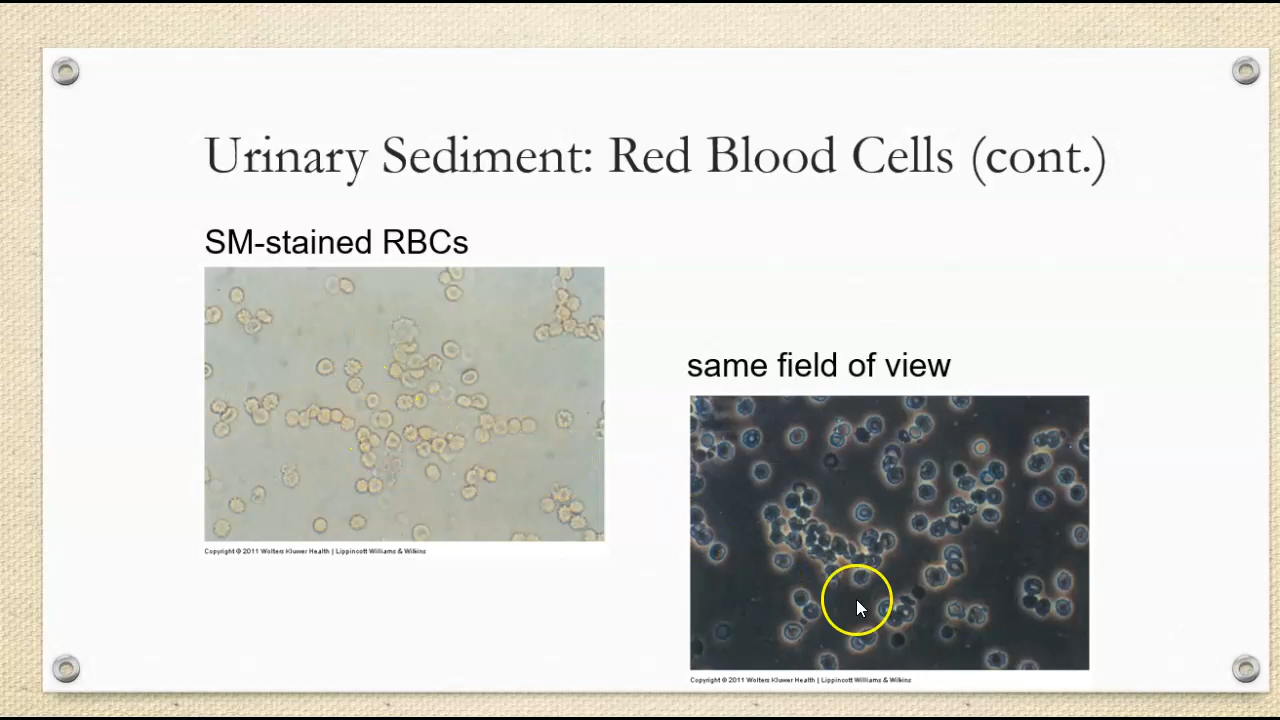 Urinary Sediment: Red Blood Cells (cont.)
SM-stained RBCs
same field of view
Copyright © 2011 Wolters Kluwer Health | Lippincott Williams & Wilkins
Copyright © 2011 Wolters Kluwer Health | Lippincott Williams & Wilkins